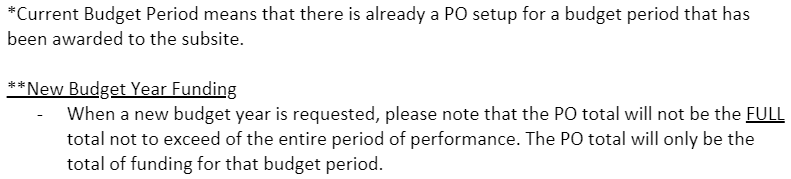 *Current Budget Period means that there is already a PO setup for a budget period that has
been awarded to the subsite.
**New Budget Year Funding
- When a new budget year is requested, please note that the PO total will not be the FULL
total not to exceed of the entire period of performance. The PO total will only be the
total of funding for that budget period.